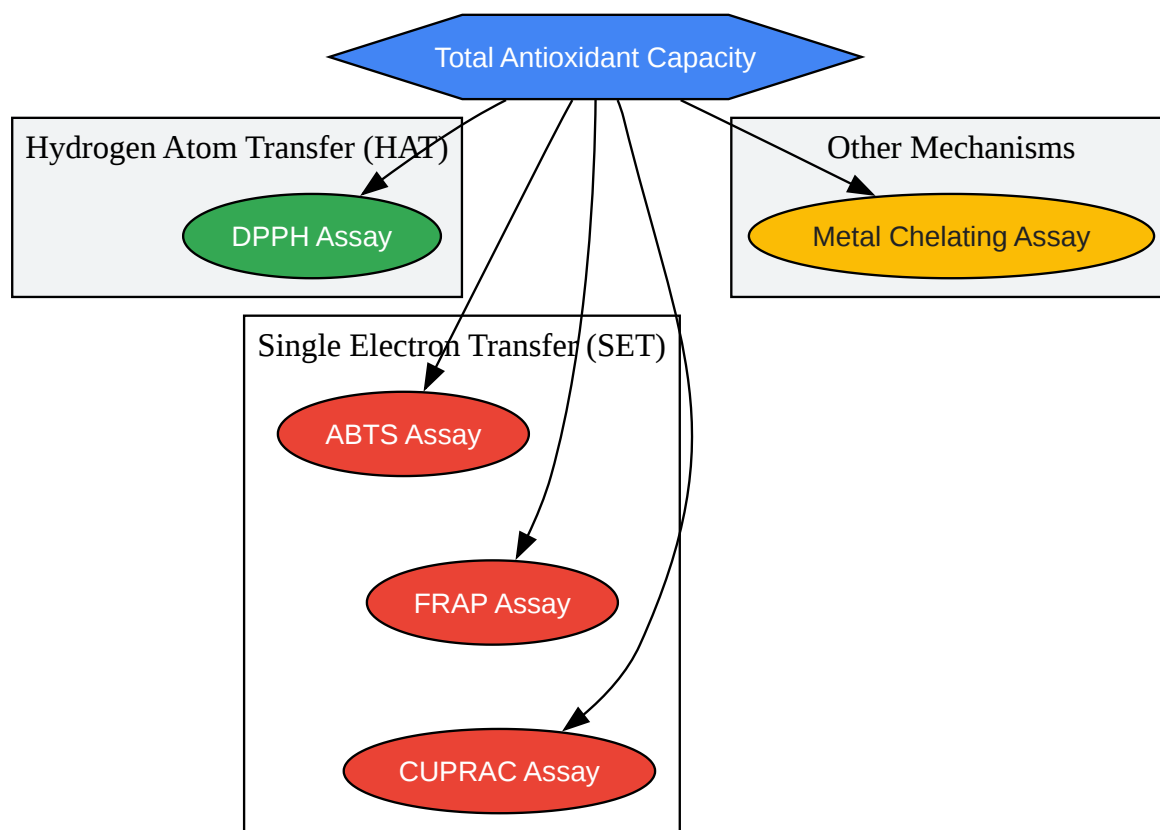 Total Antioxidant Capacity
Hydrogen Atom Transfer (HAT)
Other Mechanisms
DPPH Assay
Metal Chelating Assay
Single Electron Transfer (SET)
ABTS Assay
FRAP Assay
CUPRAC Assay